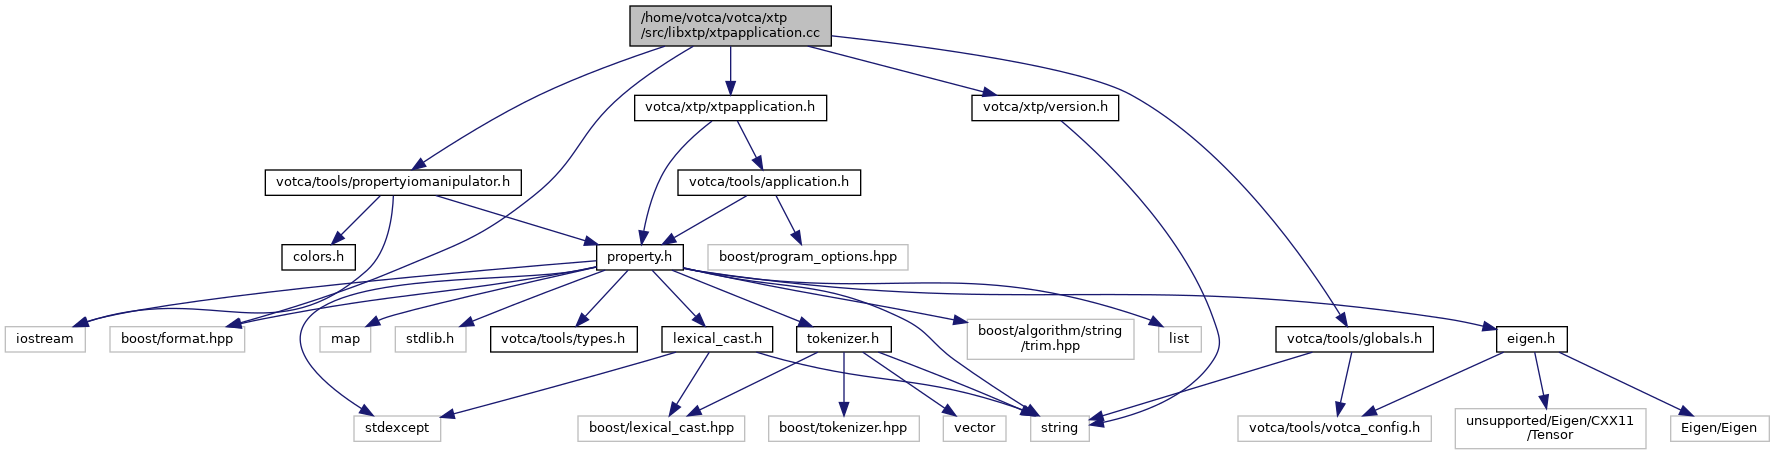 /home/votca/votca/xtp
/src/libxtp/xtpapplication.cc
votca/xtp/xtpapplication.h
votca/xtp/version.h
votca/tools/propertyiomanipulator.h
votca/tools/application.h
colors.h
property.h
boost/program_options.hpp
iostream
boost/format.hpp
map
stdlib.h
votca/tools/types.h
lexical_cast.h
tokenizer.h
boost/algorithm/string
/trim.hpp
list
votca/tools/globals.h
eigen.h
stdexcept
boost/lexical_cast.hpp
boost/tokenizer.hpp
vector
string
votca/tools/votca_config.h
unsupported/Eigen/CXX11
/Tensor
Eigen/Eigen